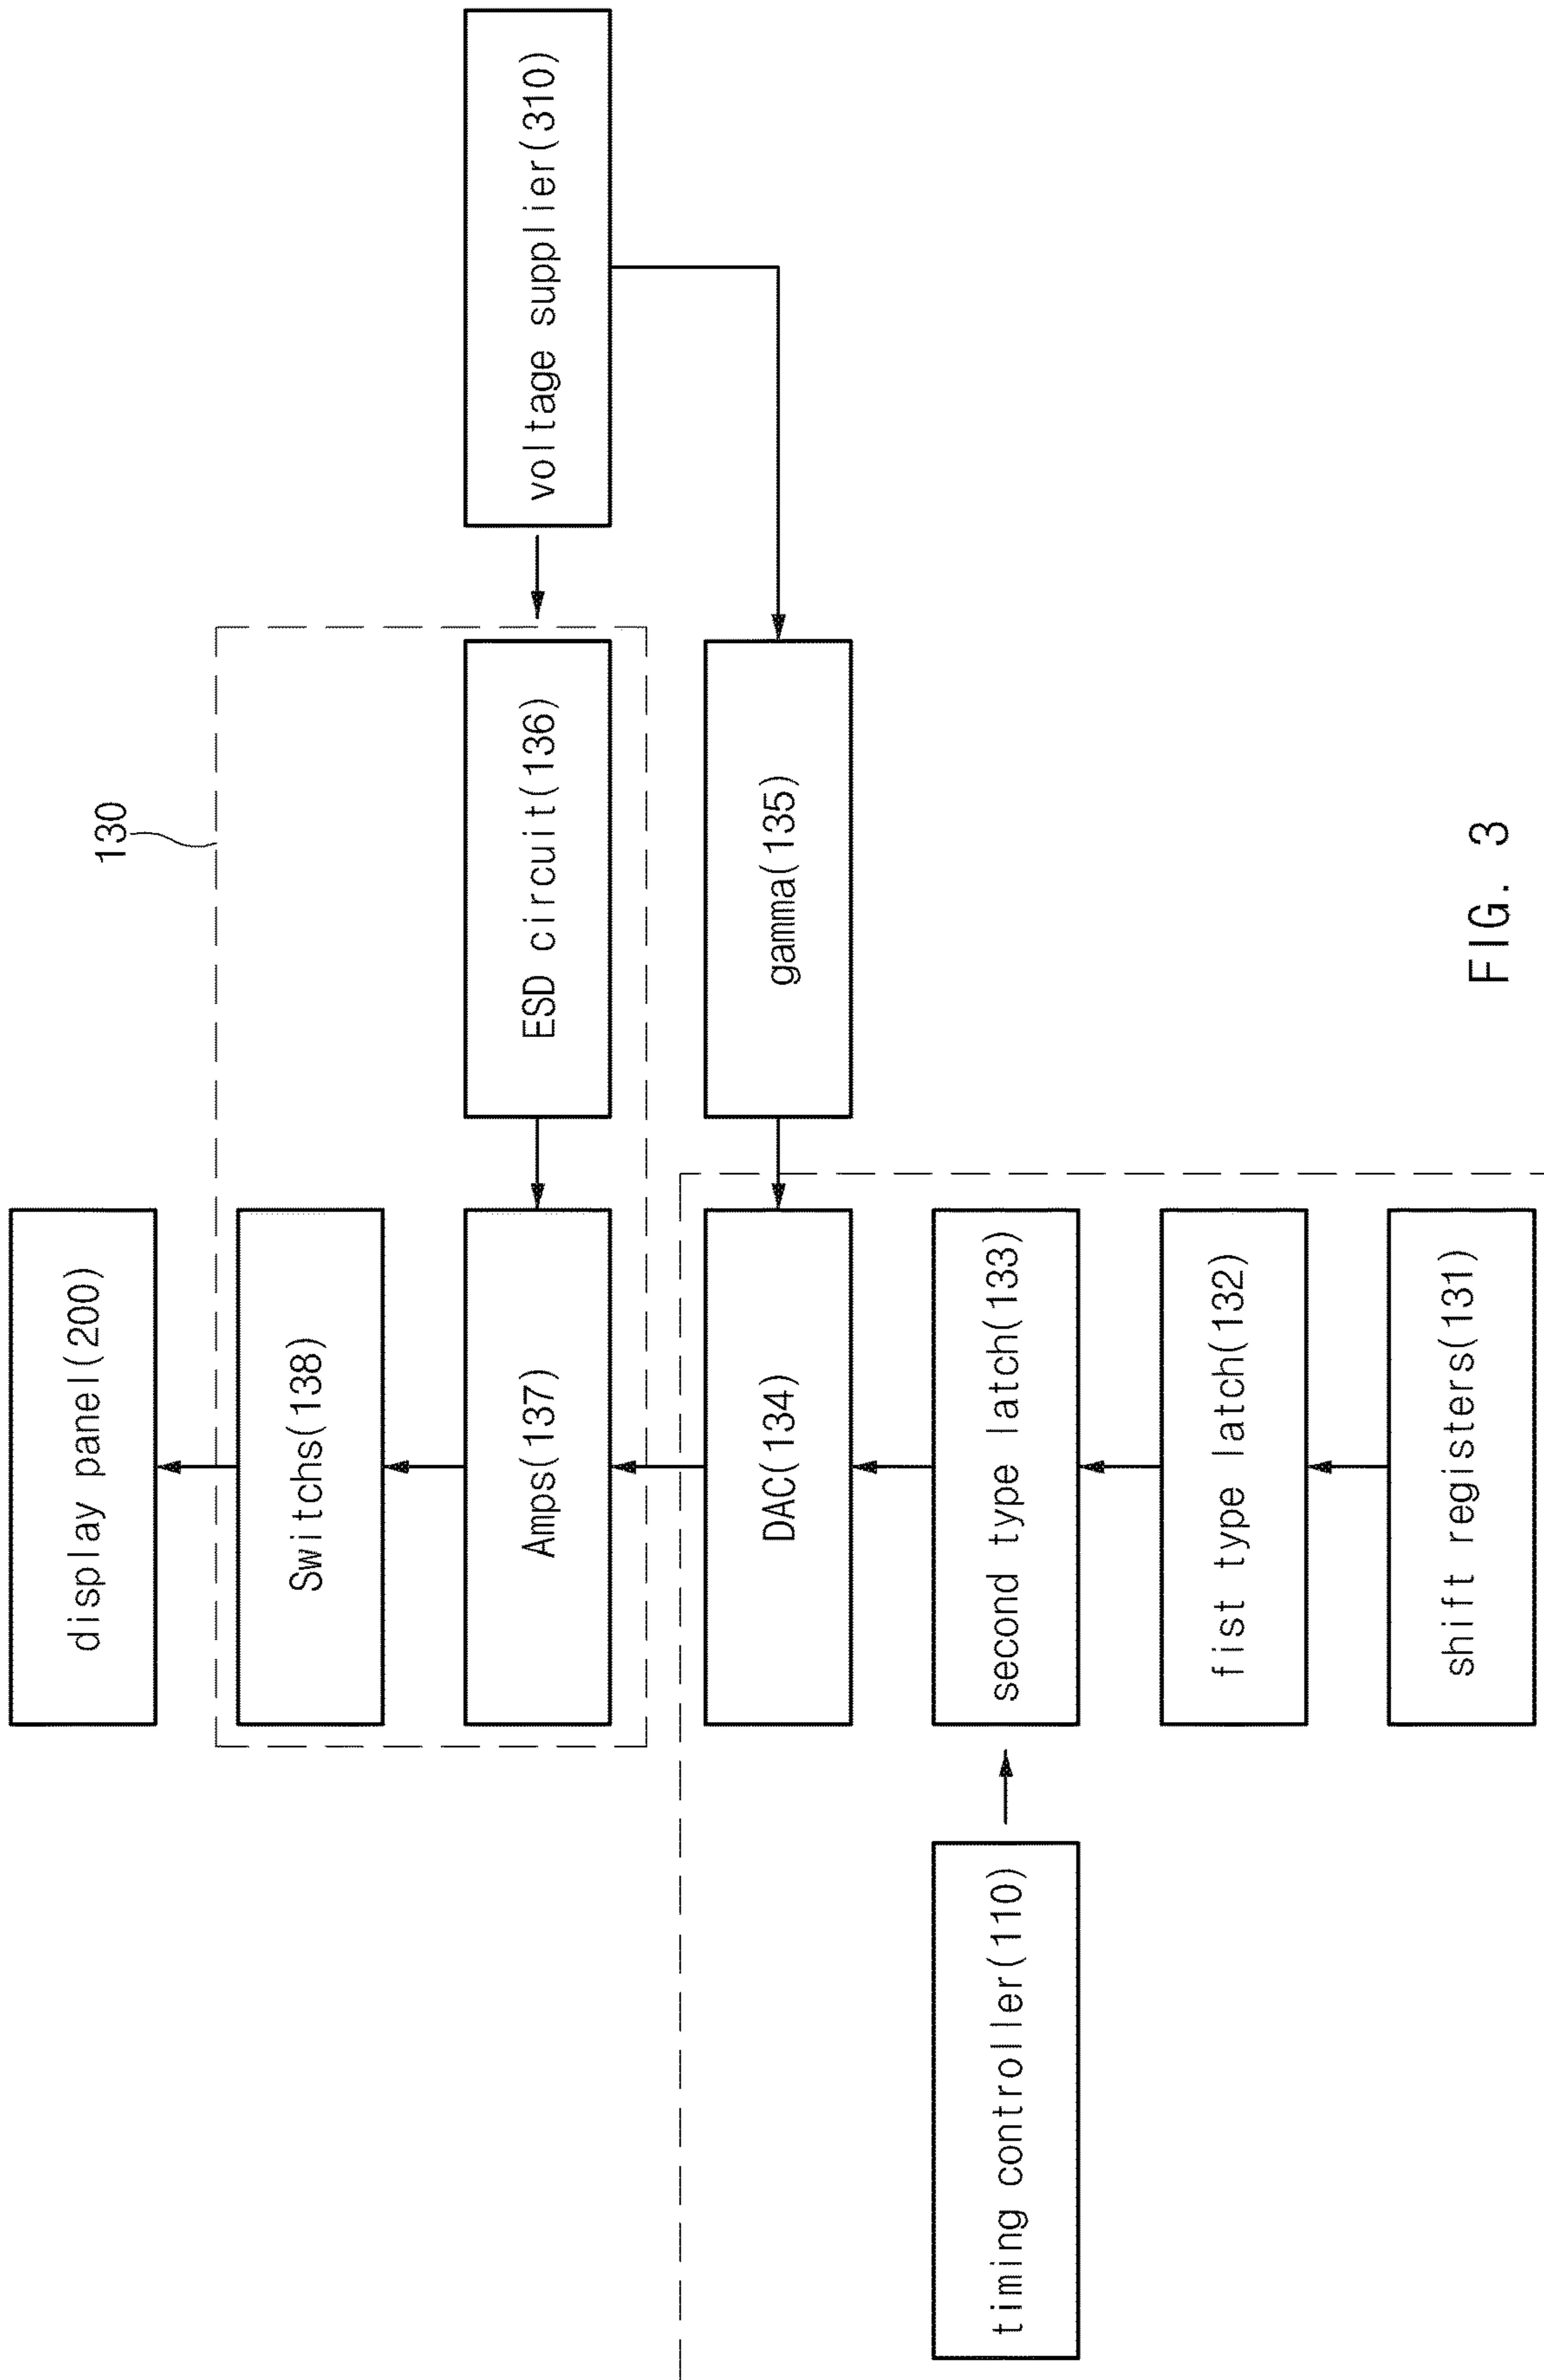 130
display panel(200)
Switchs(138)
Amps(137)
ESD circuit(136)
voltage supplier(310)
DAC(134)
gamma(135)
timing controller(110)
second type latch(133)
fist type latch(132)
shift registers(131)
FIG. 3